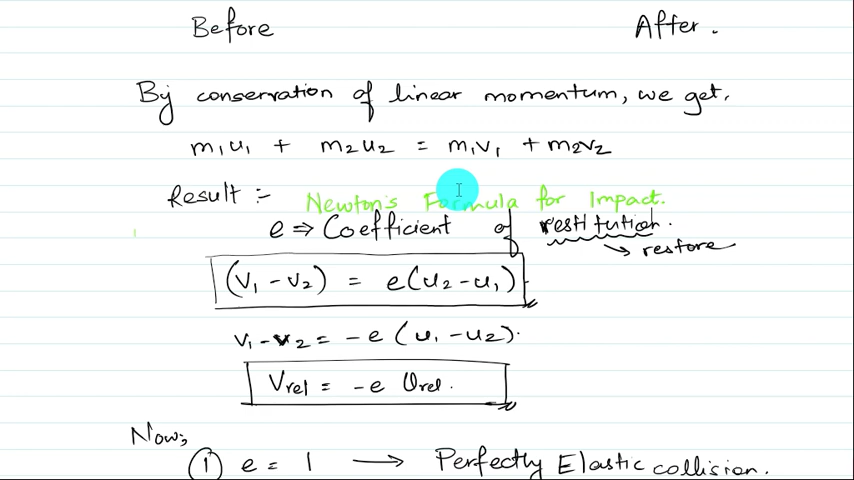 Before After.
By conservation of linear momentum, we get,
m₁u₁ + m₂u₂ = m₁v₁ + m₂v₂
Result :- Newton's Formula for Impact.
e ⇒ Coefficient of restitution.
→ restore
(v₁ - v₂) = e(u₂ - u₁)
v₁ - v₂ = -e (u₁ - u₂).
Vrel = -e Urel.
Now,
① e = 1 → Perfectly Elastic collision.